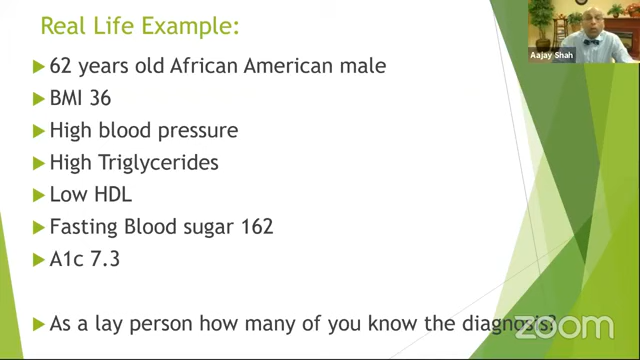 Real Life Example:
Aajay Shah
62 years old African American male
BMI 36
High blood pressure
High Triglycerides
Low HDL
Fasting Blood sugar 162
A1c 7.3
As a lay person how many of you know the diagnosis?
zoom